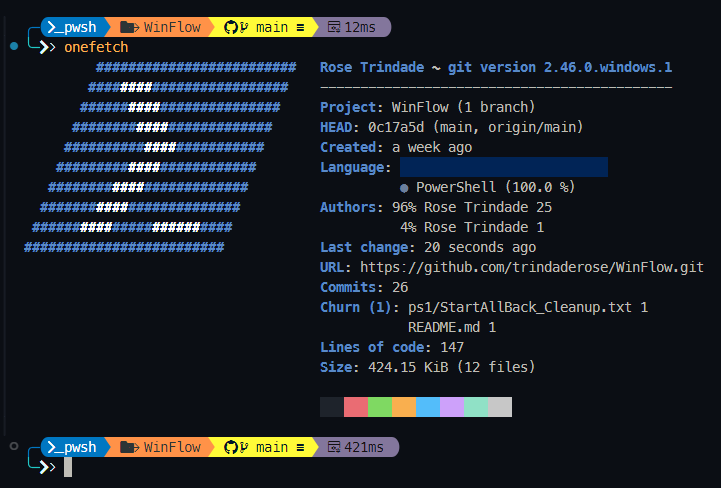 >_pwsh WinFlow main ≡ 12ms
onefetch
Rose Trindade ~ git version 2.46.0.windows.1
--------------------------------------------
Project: WinFlow (1 branch)
HEAD: 0c17a5d (main, origin/main)
Created: a week ago
Language:
● PowerShell (100.0 %)
Authors: 96% Rose Trindade 25
4% Rose Trindade 1
Last change: 20 seconds ago
URL: https://github.com/trindaderose/WinFlow.git
Commits: 26
Churn (1): ps1/StartAllBack_Cleanup.txt 1
README.md 1
Lines of code: 147
Size: 424.15 KiB (12 files)
>_pwsh WinFlow main ≡ 421ms